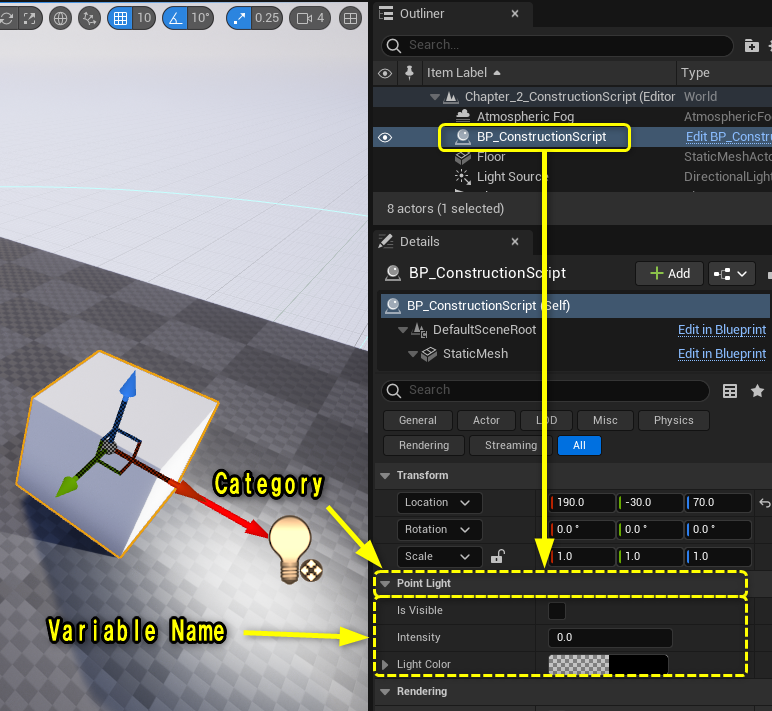 10
10°
0.25
4
Outliner
Search...
Item Label
Type
Chapter_2_ConstructionScript (Editor
World
Atmospheric Fog
AtmosphericFo
BP_ConstructionScript
Edit BP_Constr
Floor
StaticMeshActo
Light Source
DirectionalLight
8 actors (1 selected)
Details
BP_ConstructionScript
Add
BP_ConstructionScript (Self)
DefaultSceneRoot
Edit in Blueprint
StaticMesh
Edit in Blueprint
Search
General
Actor
LOD
Misc
Physics
Rendering
Streaming
All
Transform
Location
190.0
-30.0
70.0
Rotation
0.0 °
0.0 °
0.0 °
Scale
1.0
1.0
1.0
Category
Point Light
Is Visible
Variable Name
Intensity
0.0
Light Color
Rendering